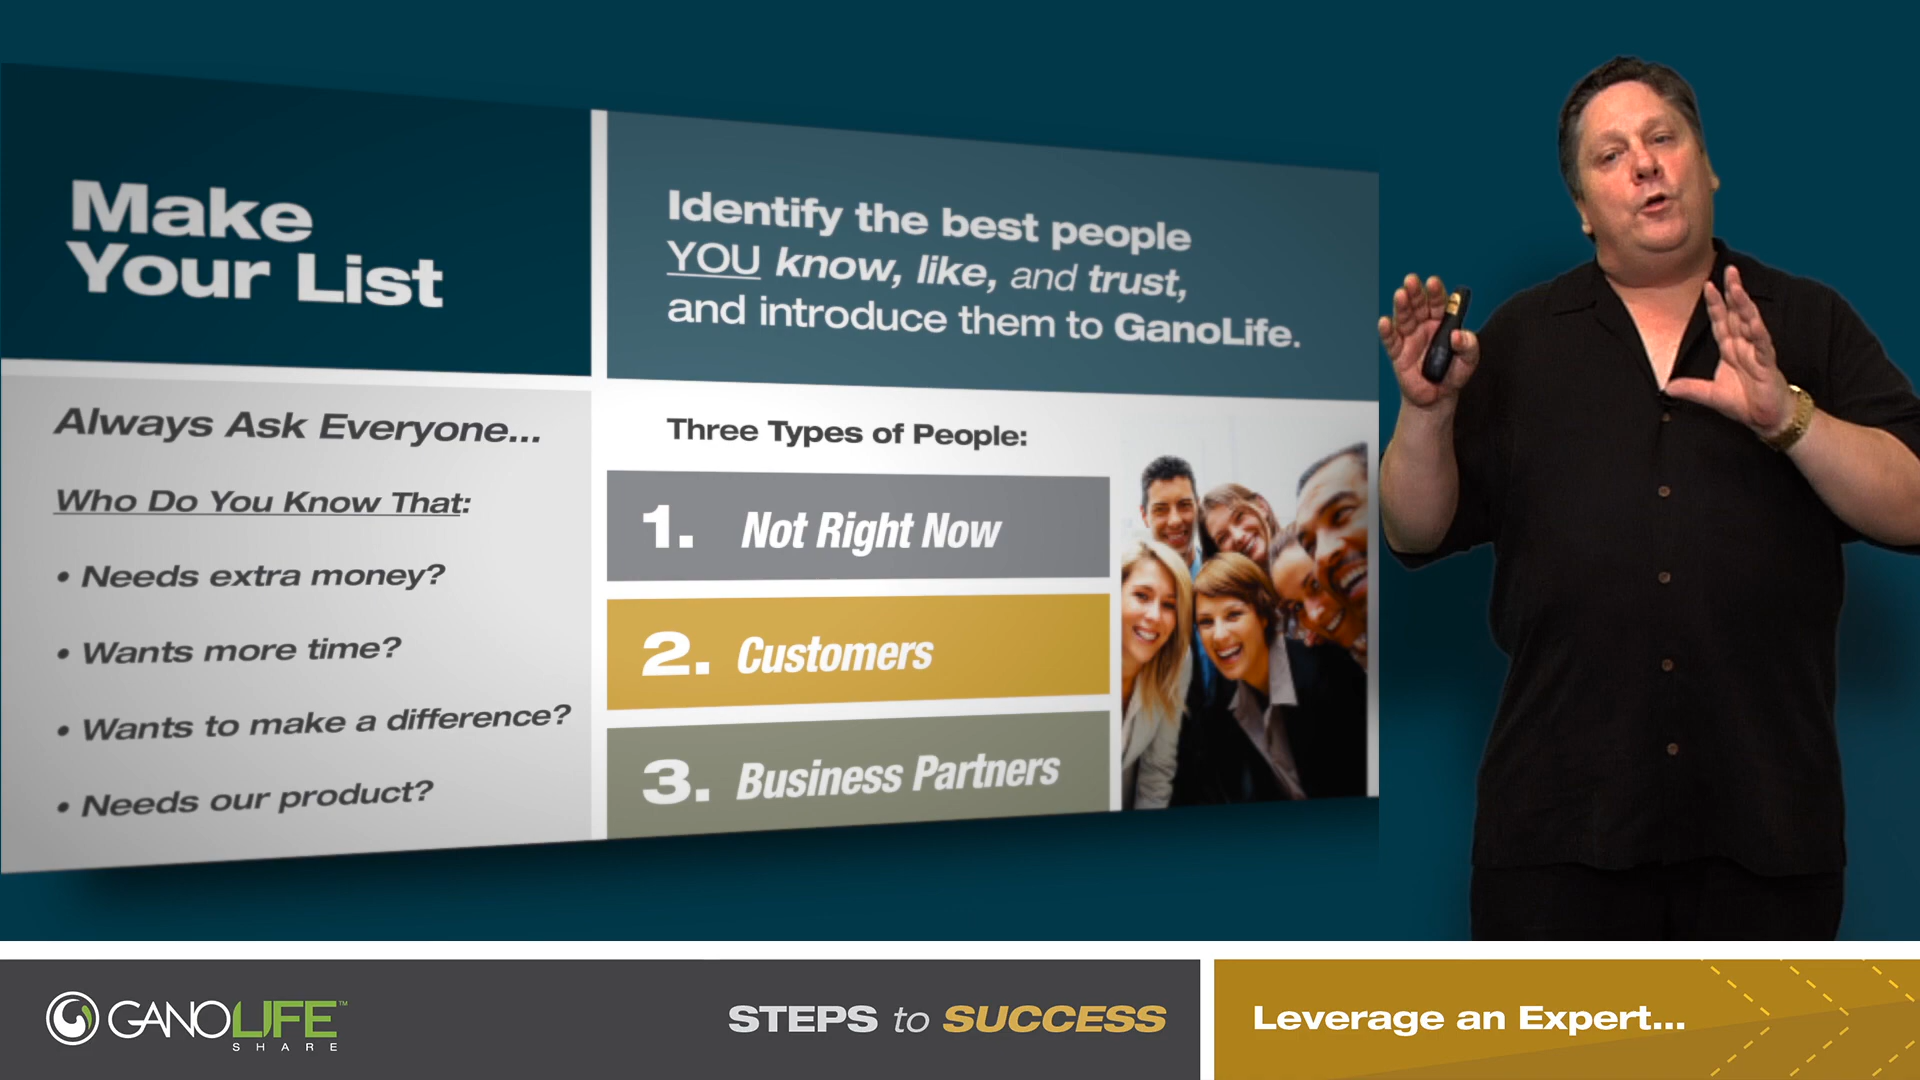 Make
Your List
Identify the best people
YOU know, like, and trust,
and introduce them to GanoLife.
Always Ask Everyone...
Who Do You Know That:
• Needs extra money?
• Wants more time?
• Wants to make a difference?
• Needs our product?
Three Types of People:
1. Not Right Now
2. Customers
3. Business Partners
GANOLIFE™
SHARE
STEPS to SUCCESS
Leverage an Expert...